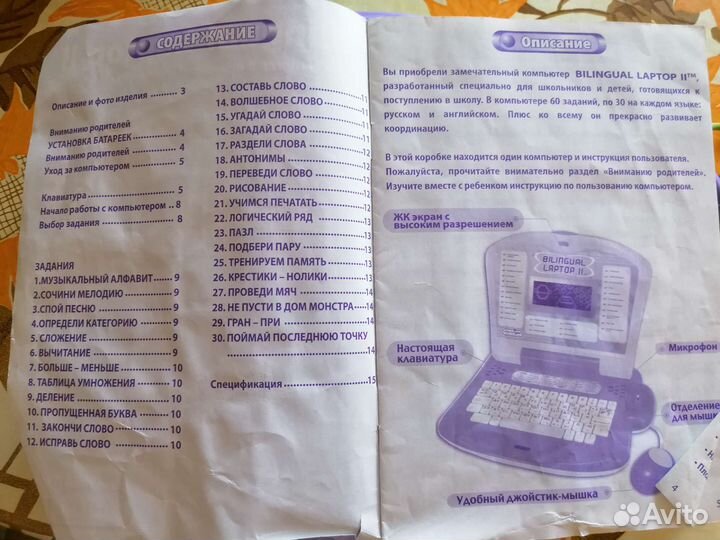 СОДЕРЖАНИЕ
Описание и фото изделия 3
Вниманию родителей
УСТАНОВКА БАТАРЕЕК 4
Вниманию родителей 4
Уход за компьютером 5
Клавиатура 5
Начало работы с компьютером 8
Выбор задания 8
ЗАДАНИЯ
1.МУЗЫКАЛЬНЫЙ АЛФАВИТ 9
2.СОЧИНИ МЕЛОДИЮ 9
3.СПОЙ ПЕСНЮ 9
4.ОПРЕДЕЛИ КАТЕГОРИЮ 9
5. СЛОЖЕНИЕ 9
6. ВЫЧИТАНИЕ 9
7. БОЛЬШЕ – МЕНЬШЕ 10
8. ТАБЛИЦА УМНОЖЕНИЯ 10
9. ДЕЛЕНИЕ 10
10. ПРОПУЩЕННАЯ БУКВА 10
11. ЗАКОНЧИ СЛОВО 10
12. ИСПРАВЬ СЛОВО 10
13. СОСТАВЬ СЛОВО 11
14. ВОЛШЕБНОЕ СЛОВО 11
15. УГАДАЙ СЛОВО 11
16. ЗАГАДАЙ СЛОВО 11
17. РАЗДЕЛИ СЛОВА 12
18. АНТОНИМЫ 12
19. ПЕРЕВЕДИ СЛОВО 12
20. РИСОВАНИЕ 12
21. УЧИМСЯ ПЕЧАТАТЬ 12
22. ЛОГИЧЕСКИЙ РЯД 13
23. ПАЗЛ 13
24. ПОДБЕРИ ПАРУ 13
25. ТРЕНИРУЕМ ПАМЯТЬ 13
26. КРЕСТИКИ – НОЛИКИ 13
27. ПРОВЕДИ МЯЧ 14
28. НЕ ПУСТИ В ДОМ МОНСТРА 14
29. ГРАН – ПРИ 14
30. ПОЙМАЙ ПОСЛЕДНЮЮ ТОЧКУ
14
Спецификация 15
Описание
Вы приобрели замечательный компьютер BILINGUAL LAPTOP II™,
разработанный специально для школьников и детей, готовящихся к
поступлению в школу. В компьютере 60 заданий, по 30 на каждом языке:
русском и английском. Плюс ко всему он прекрасно развивает
координацию.
В этой коробке находится один компьютер и инструкция пользователя.
Пожалуйста, прочитайте внимательно раздел «Вниманию родителей».
Изучите вместе с ребенком инструкцию по пользованию компьютером.
ЖК экран с
высоким разрешением
BILINGUAL
LAPTOP II
Настоящая
клавиатура
Микрофон
Отделение
для мышки
Удобный джойстик-мышка
4
Avito